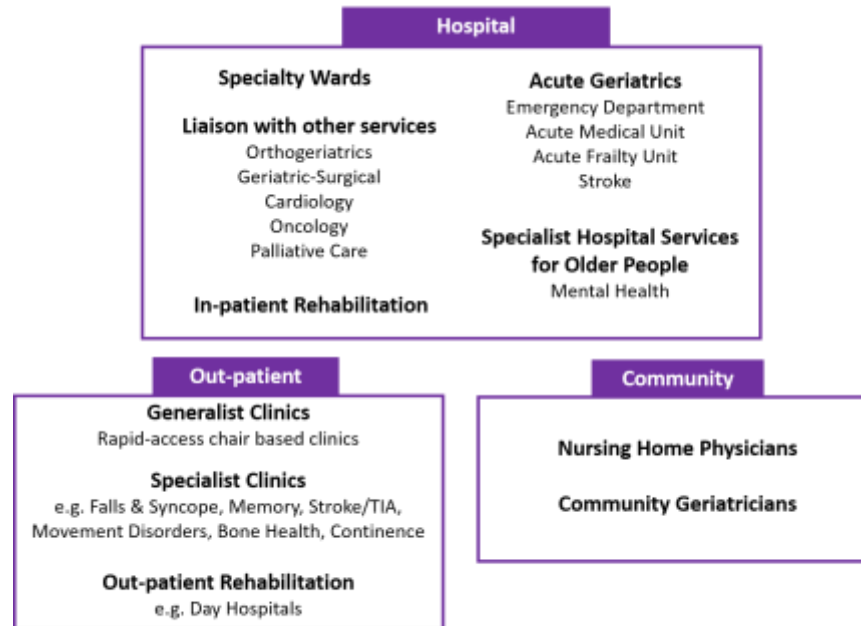 Hospital
Specialty Wards
Liaison with other services
Orthogeriatrics
Geriatric-Surgical
Cardiology
Oncology
Palliative Care
In-patient Rehabilitation
Acute Geriatrics
Emergency Department
Acute Medical Unit
Acute Frailty Unit
Stroke
Specialist Hospital Services
for Older People
Mental Health
Out-patient
Generalist Clinics
Rapid-access chair based clinics
Specialist Clinics
e.g. Falls & Syncope, Memory, Stroke/TIA,
Movement Disorders, Bone Health, Continence
Out-patient Rehabilitation
e.g. Day Hospitals
Community
Nursing Home Physicians
Community Geriatricians